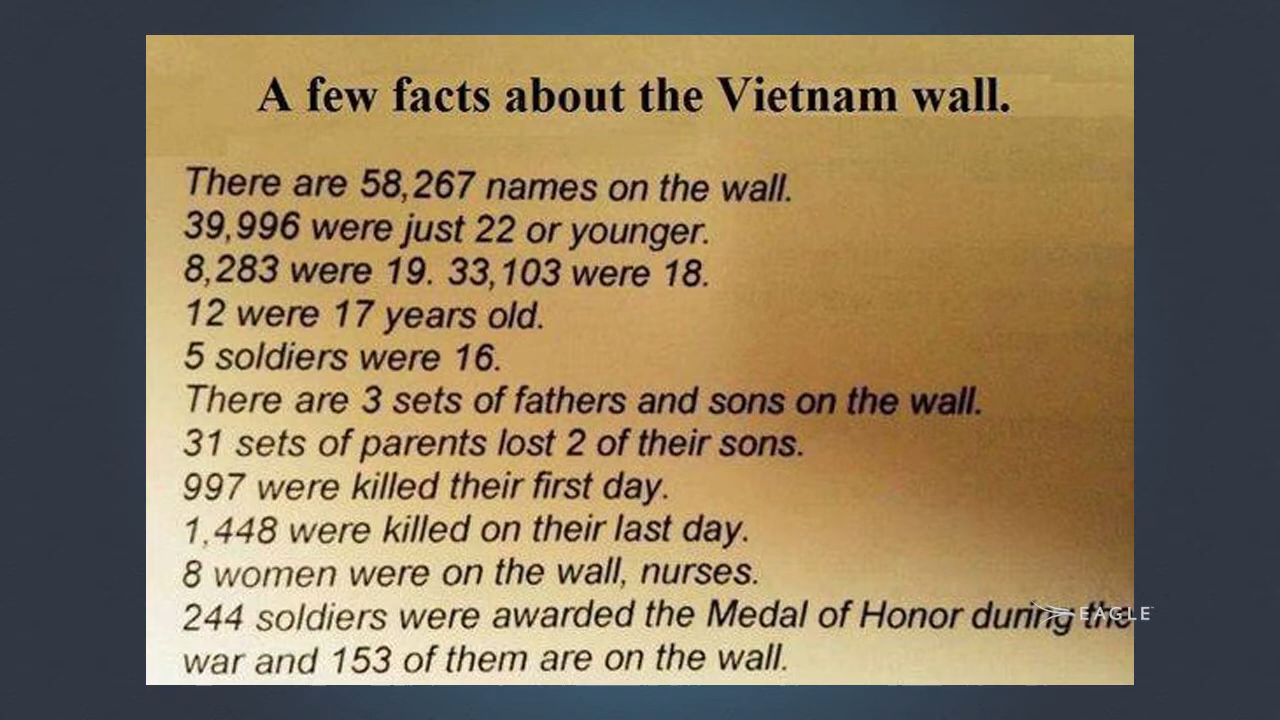 A few facts about the Vietnam wall.
There are 58,267 names on the wall.
39,996 were just 22 or younger.
8,283 were 19. 33,103 were 18.
12 were 17 years old.
5 soldiers were 16.
There are 3 sets of fathers and sons on the wall.
31 sets of parents lost 2 of their sons.
997 were killed their first day.
1,448 were killed on their last day.
8 women were on the wall, nurses.
244 soldiers were awarded the Medal of Honor during the
EAGLE
war and 153 of them are on the wall.